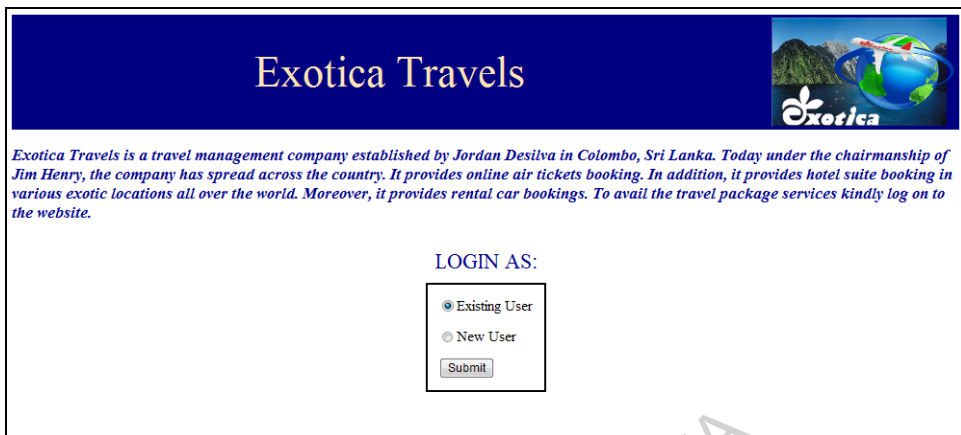 Exotica Travels
Exotica
Exotica Travels is a travel management company established by Jordan Desilva in Colombo, Sri Lanka. Today under the chairmanship of
Jim Henry, the company has spread across the country. It provides online air tickets booking. In addition, it provides hotel suite booking in
various exotic locations all over the world. Moreover, it provides rental car bookings. To avail the travel package services kindly log on to
the website.
LOGIN AS:
Existing User
New User
Submit